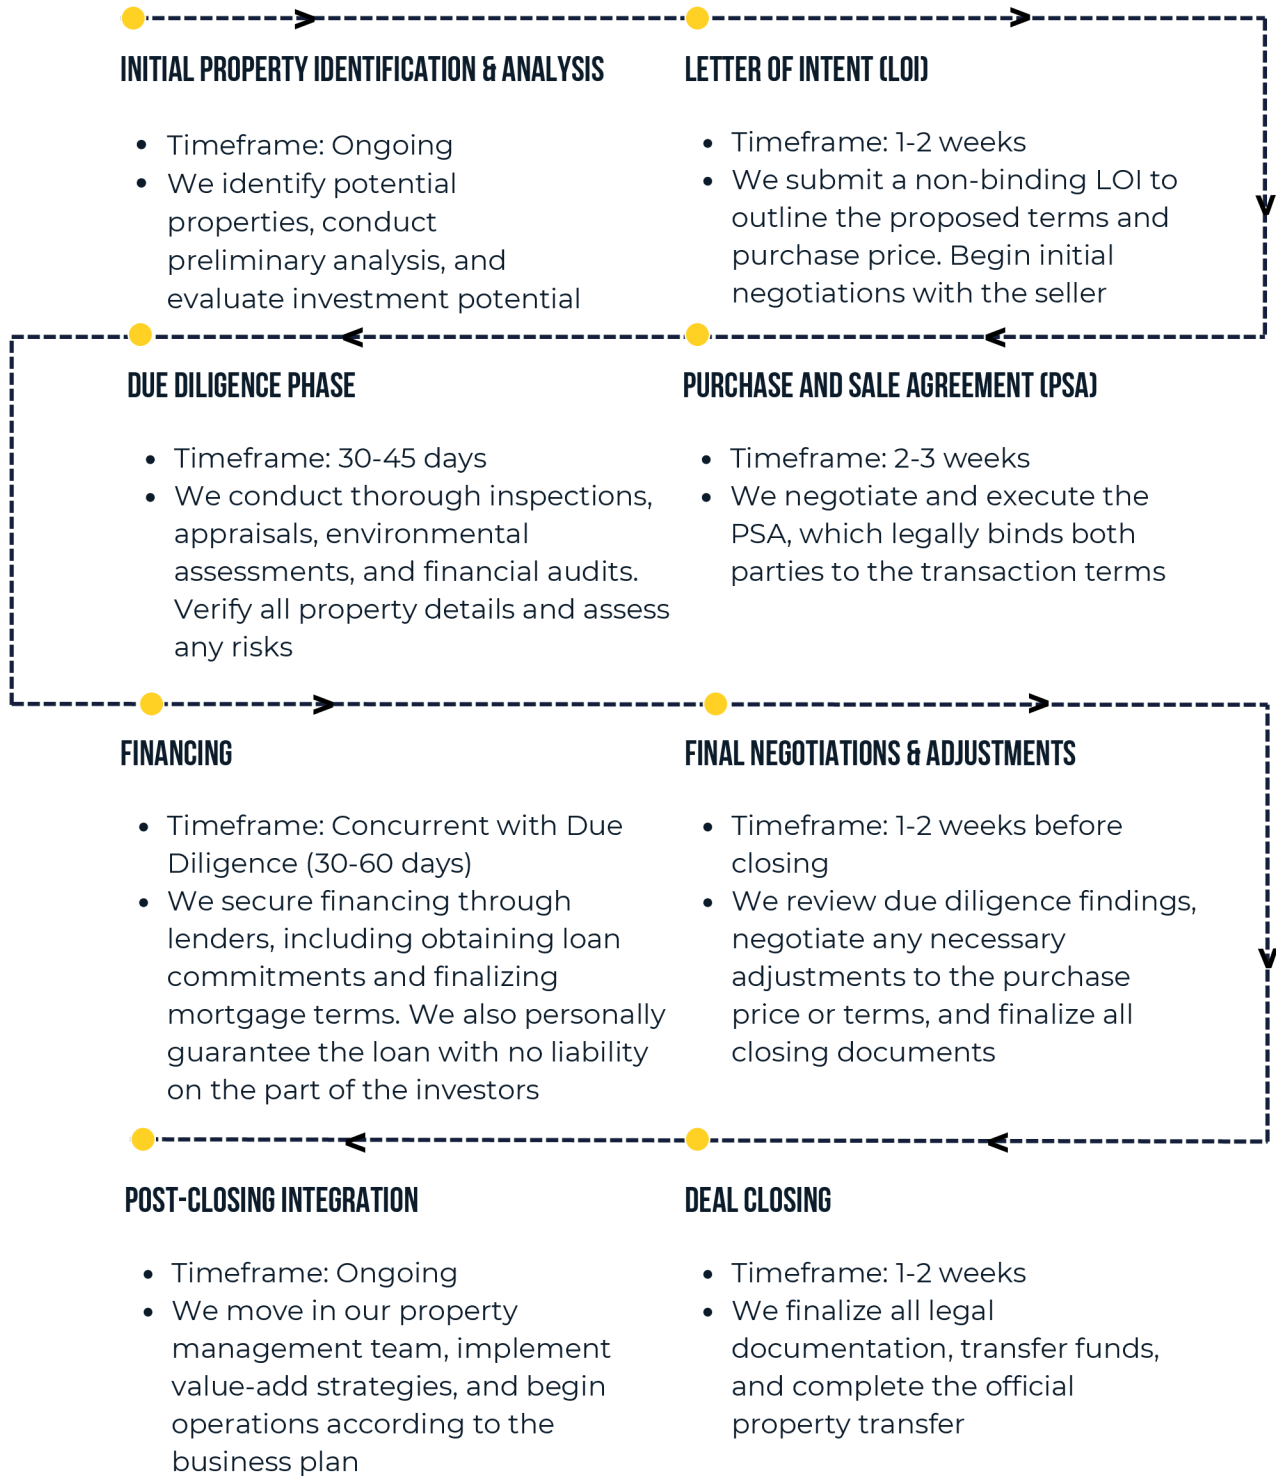 INITIAL PROPERTY IDENTIFICATION & ANALYSIS
• Timeframe: Ongoing
• We identify potential
properties, conduct
preliminary analysis, and
evaluate investment potential
LETTER OF INTENT (LOI)
• Timeframe: 1-2 weeks
• We submit a non-binding LOI to
outline the proposed terms and
purchase price. Begin initial
negotiations with the seller
PURCHASE AND SALE AGREEMENT (PSA)
• Timeframe: 2-3 weeks
• We negotiate and execute the
PSA, which legally binds both
parties to the transaction terms
DUE DILIGENCE PHASE
• Timeframe: 30-45 days
• We conduct thorough inspections,
appraisals, environmental
assessments, and financial audits.
Verify all property details and assess
any risks
FINANCING
• Timeframe: Concurrent with Due
Diligence (30-60 days)
• We secure financing through
lenders, including obtaining loan
commitments and finalizing
mortgage terms. We also personally
guarantee the loan with no liability
on the part of the investors
FINAL NEGOTIATIONS & ADJUSTMENTS
• Timeframe: 1-2 weeks before
closing
• We review due diligence findings,
negotiate any necessary
adjustments to the purchase
price or terms, and finalize all
closing documents
DEAL CLOSING
• Timeframe: 1-2 weeks
• We finalize all legal
documentation, transfer funds,
and complete the official
property transfer
POST-CLOSING INTEGRATION
• Timeframe: Ongoing
• We move in our property
management team, implement
value-add strategies, and begin
operations according to the
business plan